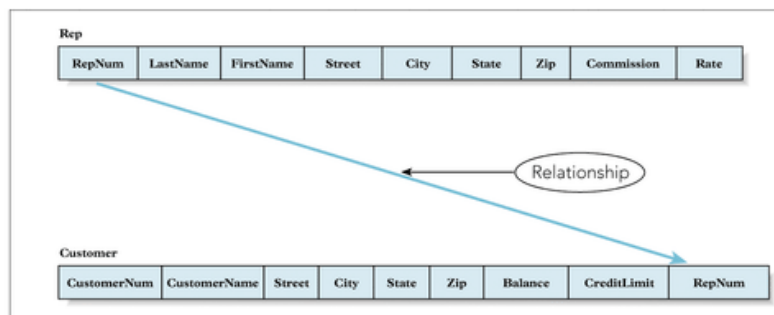 Rep
RepNum LastName FirstName Street City State Zip Commission Rate
Relationship
Customer
CustomerNum CustomerName Street City State Zip Balance CreditLimit RepNum